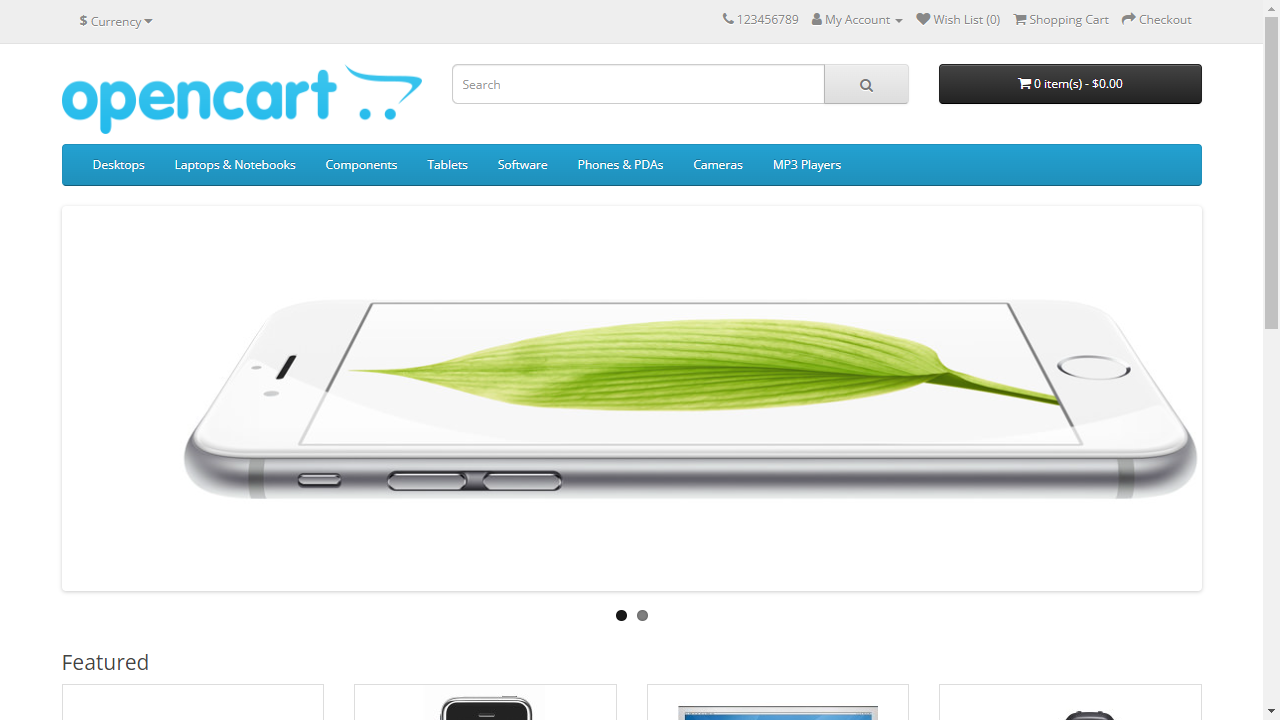 $ Currency
123456789 My Account Wish List (0) Shopping Cart Checkout
opencart
Search
0 item(s) - $0.00
Desktops Laptops & Notebooks Components Tablets Software Phones & PDAs Cameras MP3 Players
Featured